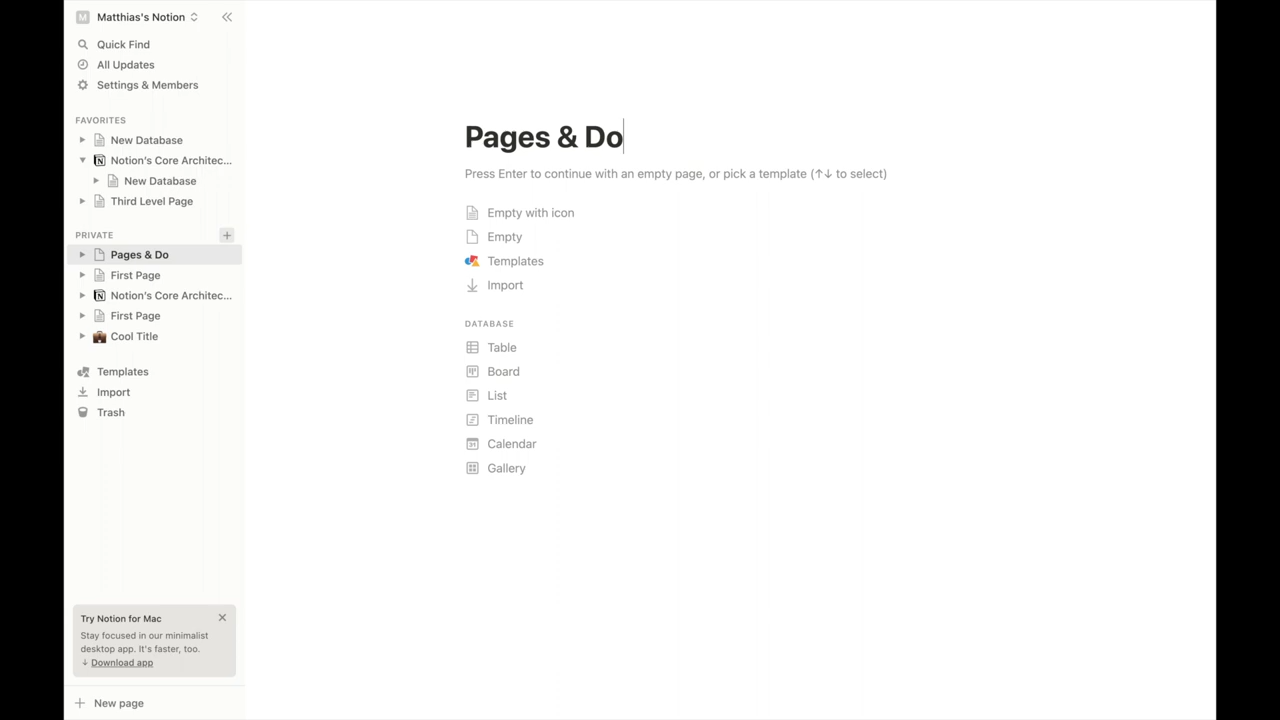 M Matthias's Notion
Quick Find
All Updates
Settings & Members
FAVORITES
New Database
Notion's Core Architec...
New Database
Third Level Page
PRIVATE
Pages & Do
First Page
Notion's Core Architec...
First Page
Cool Title
Templates
Import
Trash
Try Notion for Mac
Stay focused in our minimalist
desktop app. It's faster, too.
↓ Download app
New page
Pages & Do
Press Enter to continue with an empty page, or pick a template (↑↓ to select)
Empty with icon
Empty
Templates
Import
DATABASE
Table
Board
List
Timeline
Calendar
Gallery